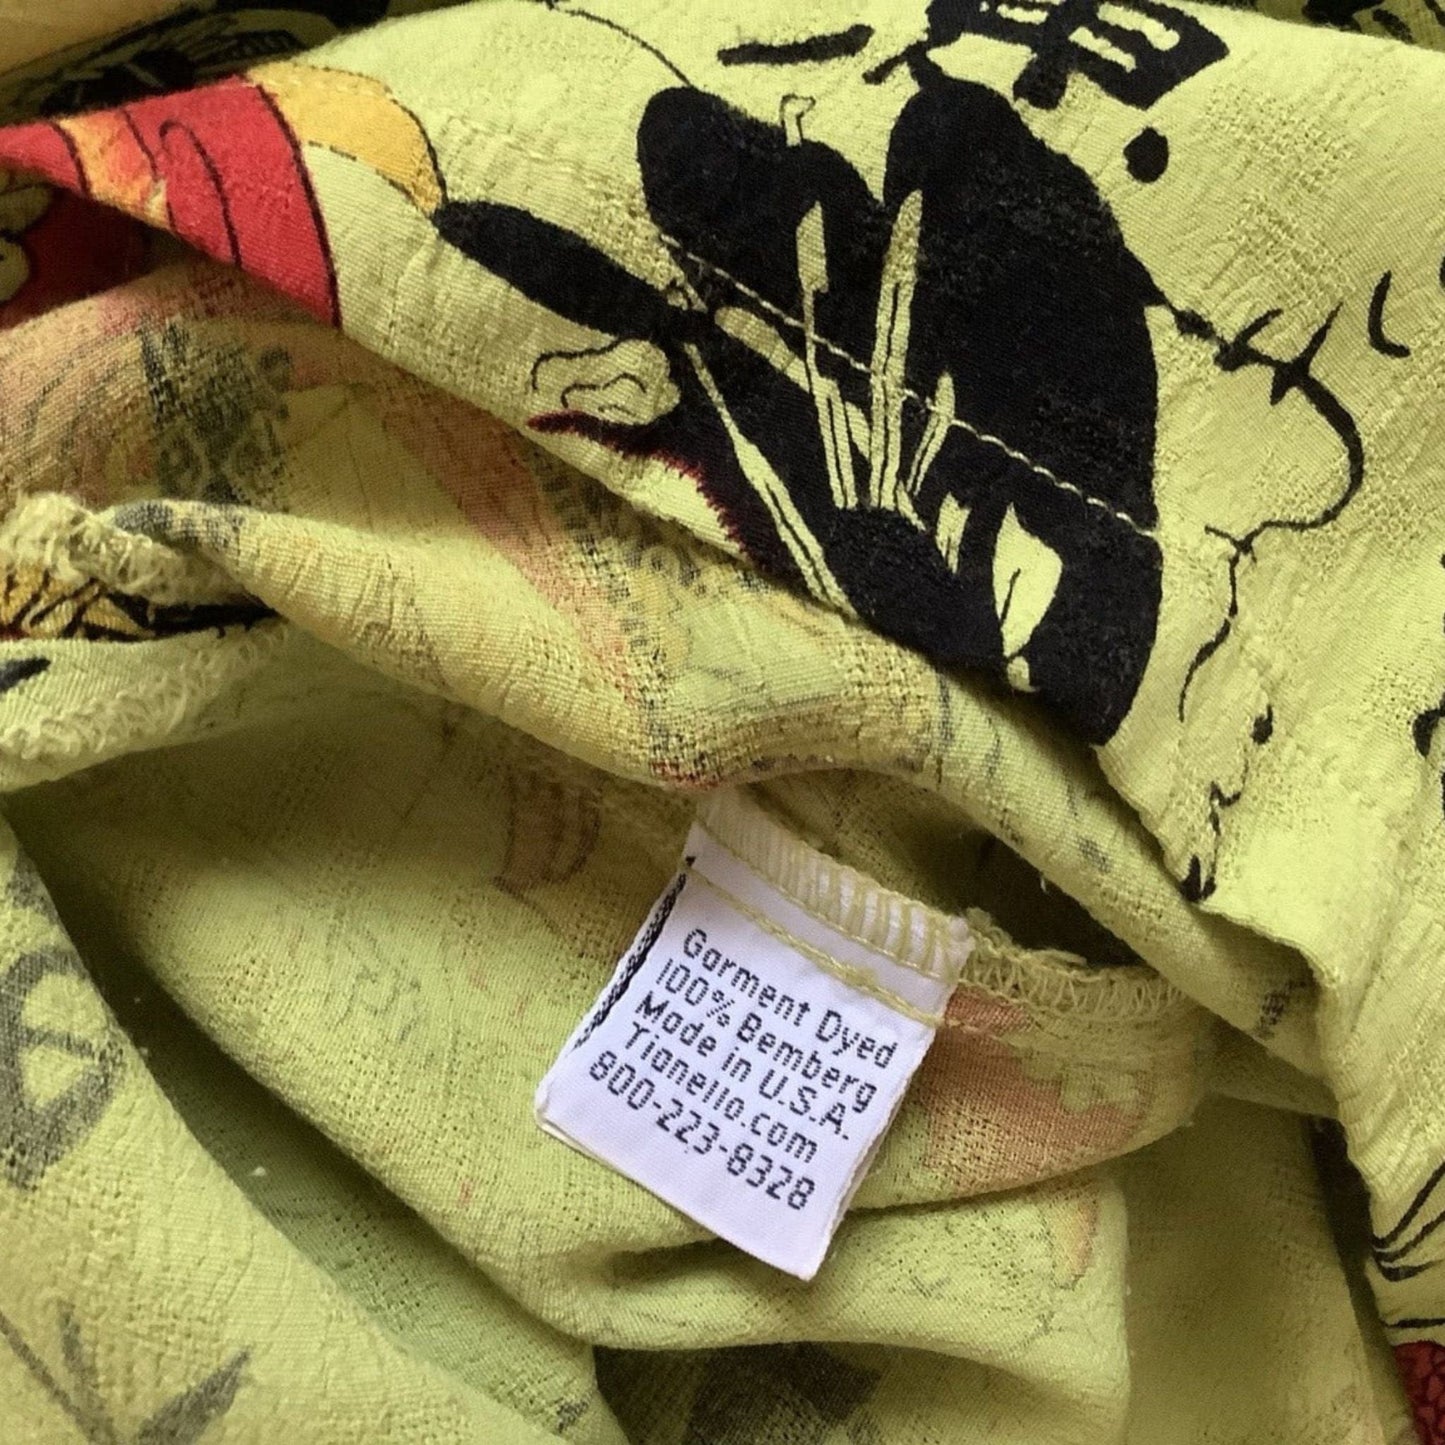 Garment Dyed
100% Bemberg
Made in U.S.A.
Tianello.com
800-223-8328